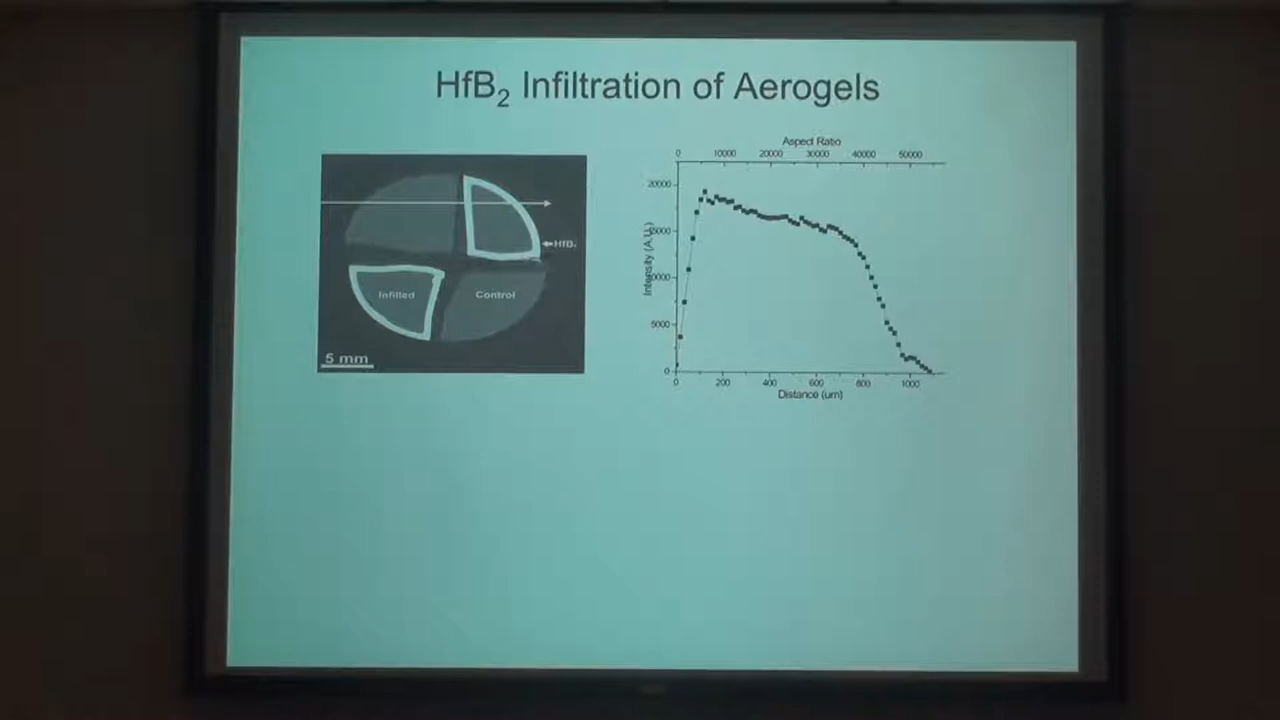 HfB2 Infiltration of Aerogels
HfB2
Infilled
Control
5 mm
Aspect Ratio
0 10000 20000 30000 40000 50000
20000
15000
10000
5000
0
Intensity (A.U.)
0 200 400 600 800 1000
Distance (um)